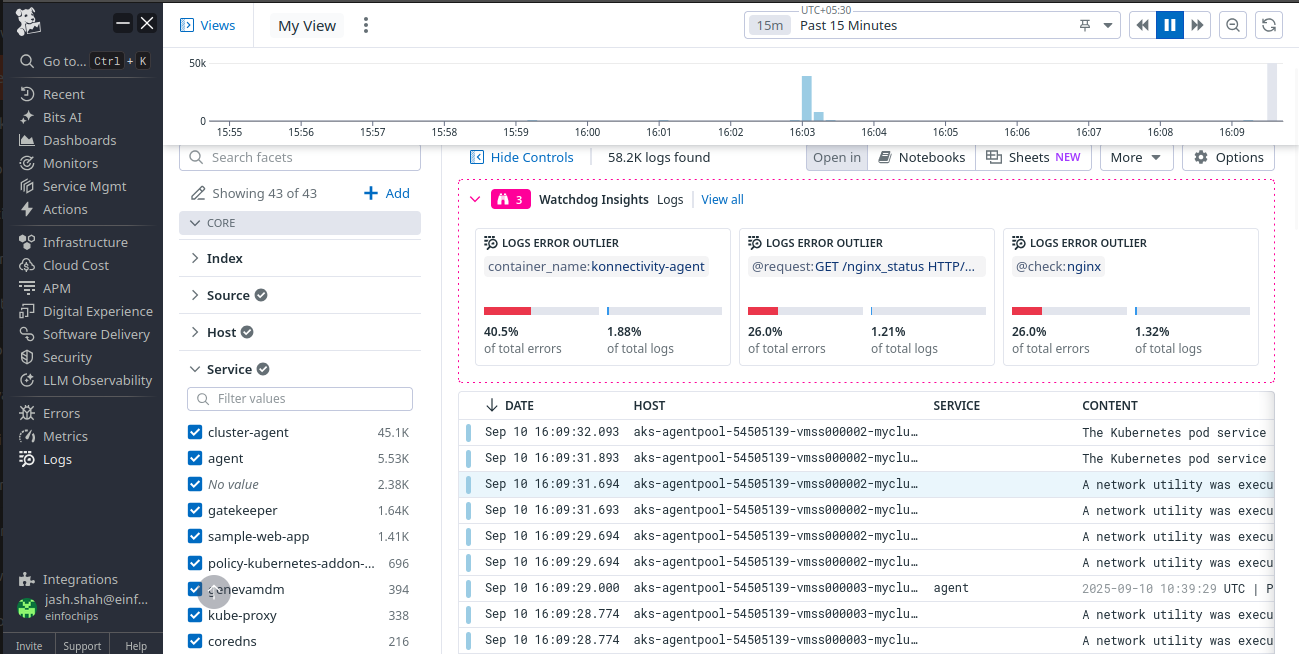 Go to... Ctrl + K
Recent
Bits AI
Dashboards
Monitors
Service Mgmt
Actions
Infrastructure
Cloud Cost
APM
Digital Experience
Software Delivery
Security
LLM Observability
Errors
Metrics
Logs
Integrations
jash.shah@einf...
einfochips
Invite Support Help
Views My View
UTC+05:30
15m Past 15 Minutes
50k
0
15:55 15:56 15:57 15:58 15:59 16:00 16:01 16:02 16:03 16:04 16:05 16:06 16:07 16:08 16:09
Search facets
Showing 43 of 43 Add
CORE
Index
Source
Host
Service
Filter values
cluster-agent 45.1K
agent 5.53K
No value 2.38K
gatekeeper 1.64K
sample-web-app 1.41K
policy-kubernetes-addon-... 696
394
kube-proxy 338
coredns 216
Hide Controls 58.2K logs found Open in Notebooks Sheets NEW More Options
3 Watchdog Insights Logs View all
LOGS ERROR OUTLIER
container_name:konnectivity-agent
40.5% 1.88%
of total errors of total logs
LOGS ERROR OUTLIER
@request:GET /nginx_status HTTP/...
26.0% 1.21%
of total errors of total logs
LOGS ERROR OUTLIER
@check:nginx
26.0% 1.32%
of total errors of total logs
DATE HOST SERVICE CONTENT
Sep 10 16:09:32.093 aks-agentpool-54505139-vmss000002-myclu… The Kubernetes pod service
Sep 10 16:09:31.893 aks-agentpool-54505139-vmss000002-myclu… The Kubernetes pod service
Sep 10 16:09:31.694 aks-agentpool-54505139-vmss000002-myclu… A network utility was execu
Sep 10 16:09:31.693 aks-agentpool-54505139-vmss000002-myclu… A network utility was execu
Sep 10 16:09:29.694 aks-agentpool-54505139-vmss000002-myclu… A network utility was execu
Sep 10 16:09:29.694 aks-agentpool-54505139-vmss000002-myclu… A network utility was execu
Sep 10 16:09:29.000 aks-agentpool-54505139-vmss000003-myclu… agent 2025-09-10 10:39:29 UTC | P
Sep 10 16:09:28.774 aks-agentpool-54505139-vmss000003-myclu… A network utility was execu
Sep 10 16:09:28.774 aks-agentpool-54505139-vmss000003-myclu… A network utility was execu